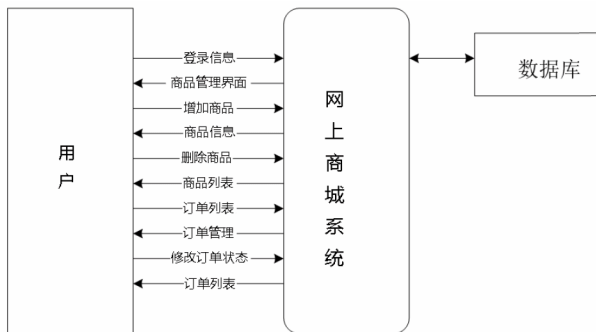 登录信息
商品管理界面
增加商品
商品信息
删除商品
商品列表
订单列表
订单管理
修改订单状态
订单列表
用户
网上商城系统
数据库